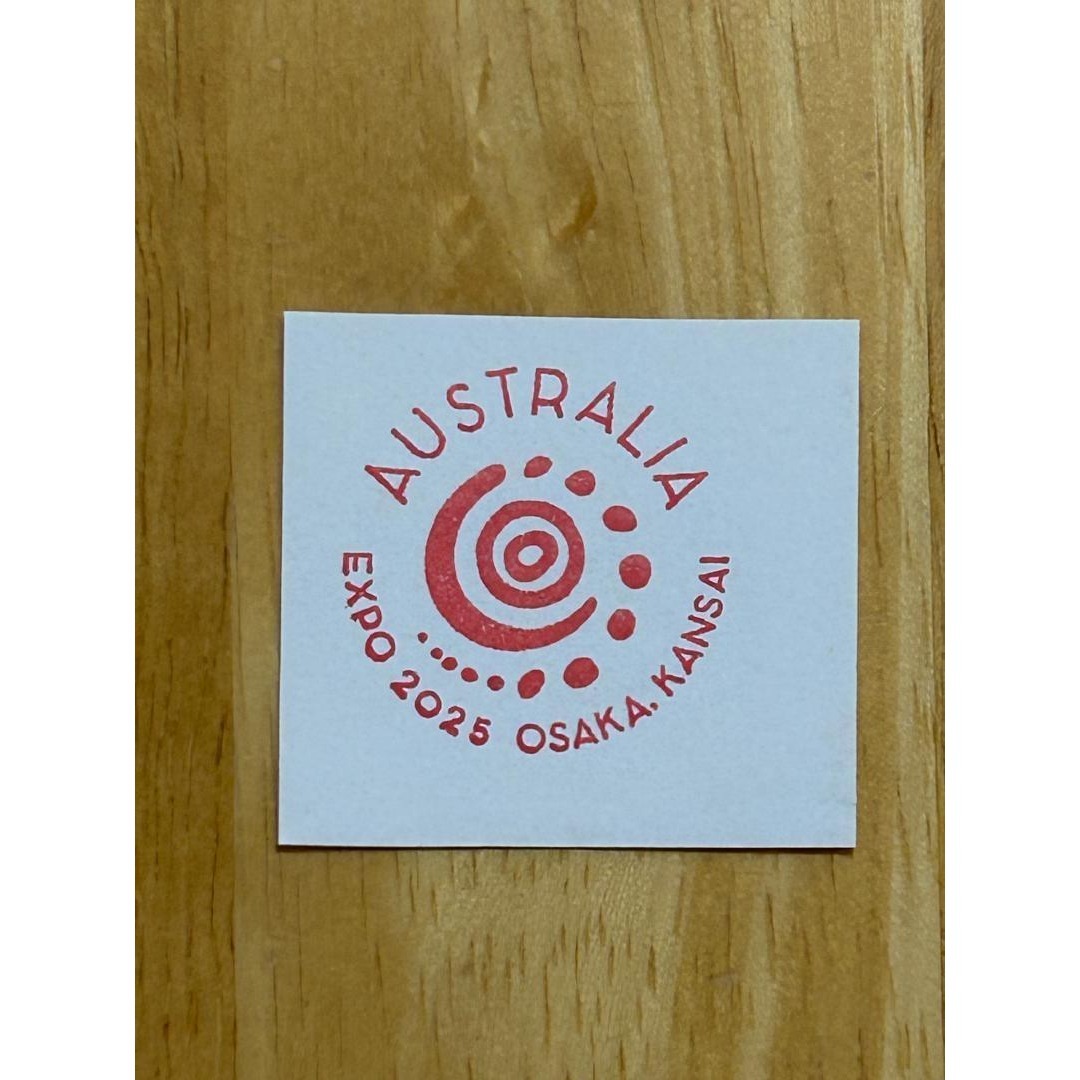 AUSTRALIA
EXPO 2025 OSAKA, KANSAI